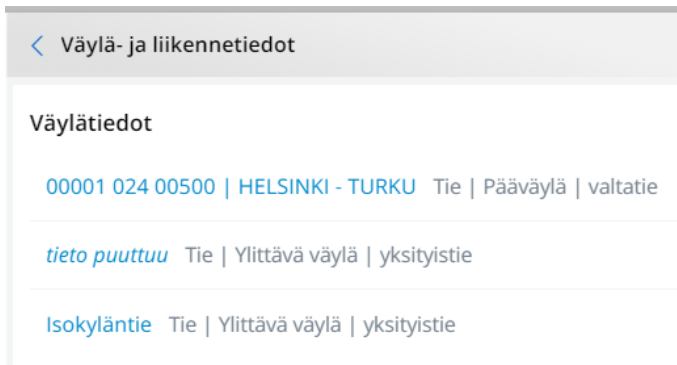 Väylä- ja liikennetiedot
Väylätiedot
00001 024 00500 | HELSINKI - TURKU Tie | Pääväylä | valtatie
tieto puuttuu Tie | Ylittävä väylä | yksityistie
Isokyläntie Tie | Ylittävä väylä | yksityistie